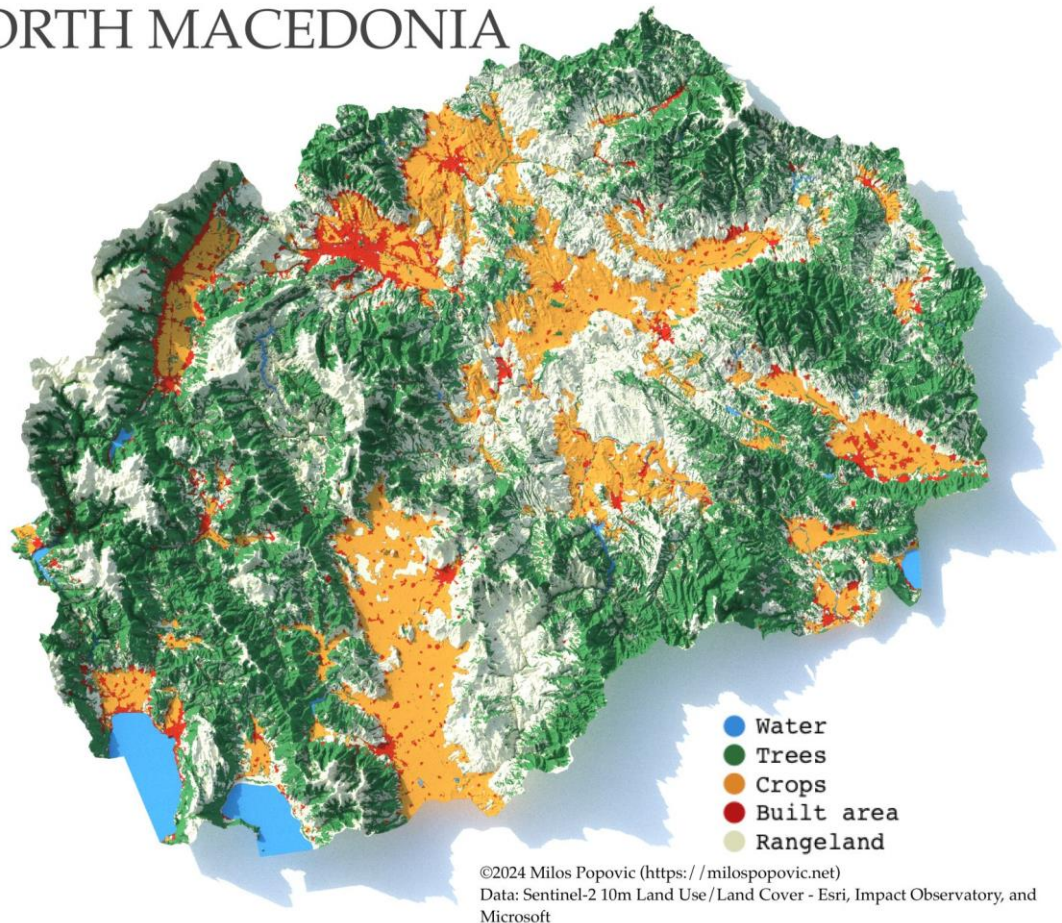 ORTH MACEDONIA
Water
Trees
Crops
Built area
Rangeland
©2024 Milos Popovic (https://milospopovic.net)
Data: Sentinel-2 10m Land Use/Land Cover - Esri, Impact Observatory, and
Microsoft